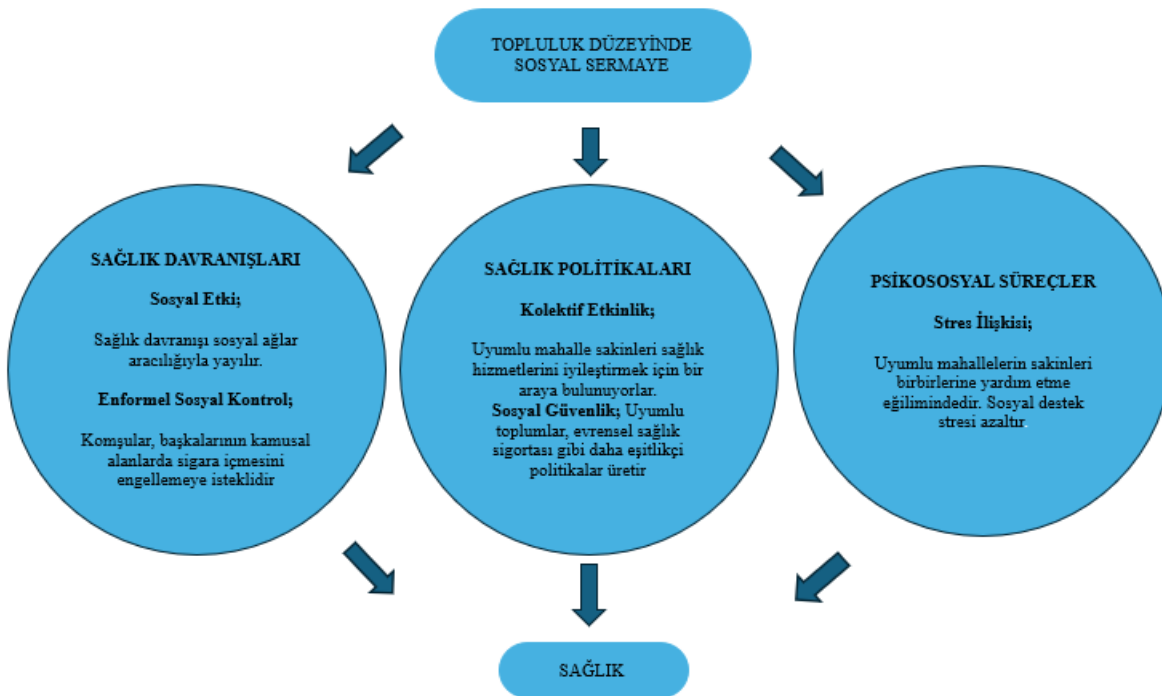 TOPLULUK DÜZEYİNDE
SOSYAL SERMAYE
SAĞLIK DAVRANIŞLARI
Sosyal Etki;
Sağlık davranışı sosyal ağlar
aracılığıyla yayılır.
Enformel Sosyal Kontrol;
Komşular, başkalarının kamusal
alanlarda sigara içmesini
engellemeye isteklidir
SAĞLIK POLİTİKALARI
Kolektif Etkinlik;
Uyumlu mahalle sakinleri sağlık
hizmetlerini iyileştirmek için bir
araya bulunuyorlar.
Sosyal Güvenlik; Uyumlu
toplumlar, evrensel sağlık
sigortası gibi daha eşitlikçi
politikalar üretir
PSİKOSOSYAL SÜREÇLER
Stres İlişkisi;
Uyumlu mahallelerin sakinleri
birbirlerine yardım etme
eğilimindedir. Sosyal destek
stresi azaltır.
SAĞLIK